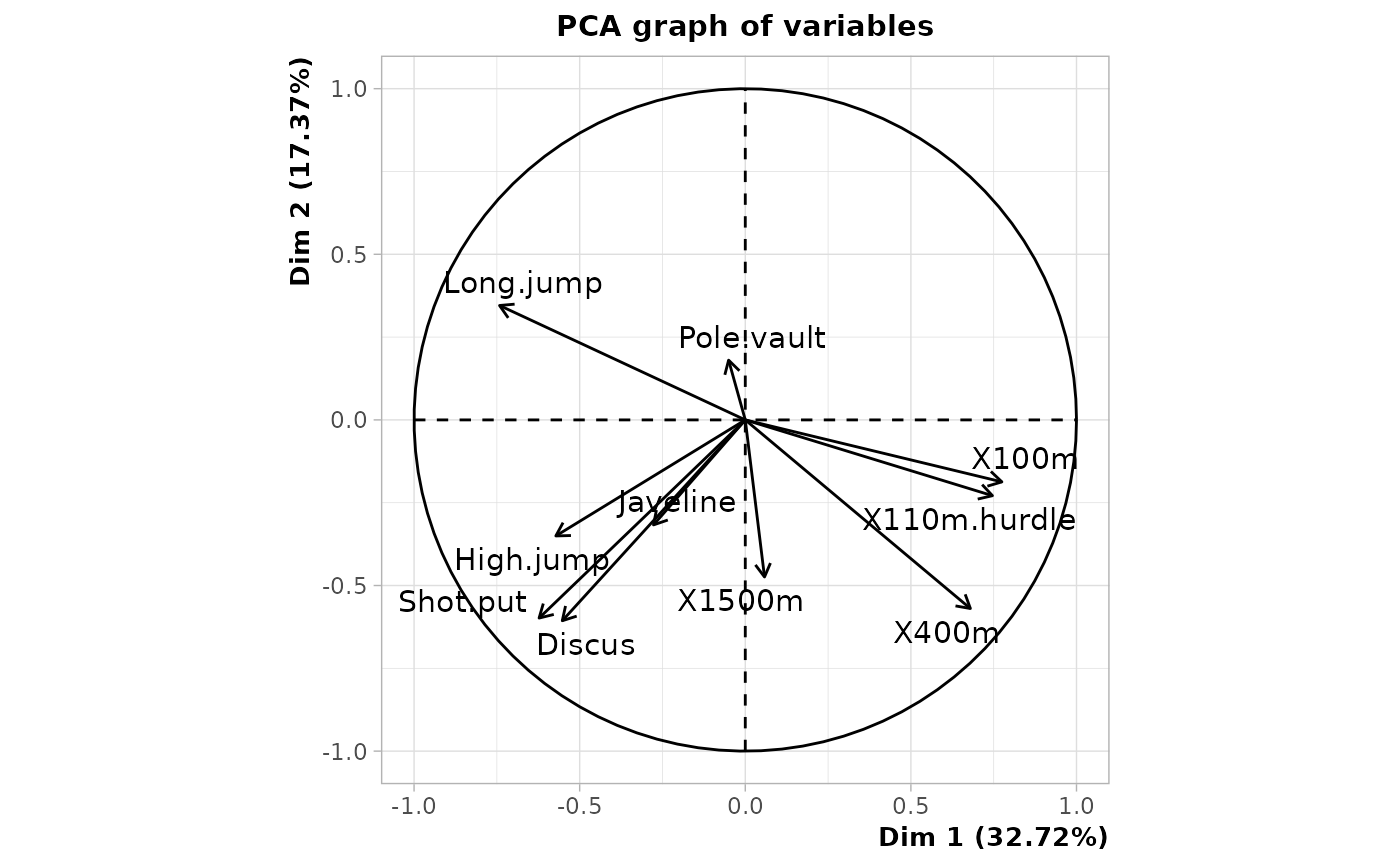 PCA graph of variables
Dim 2 (17.37%)
1.0
0.5
0.0
-0.5
-1.0
Long.jump
Pole.vault
X100m
Javeline
X110m.hurdle
High.jump
Shot.put
X1500m
X400m
Discus
-1.0
-0.5
0.0
0.5
1.0
Dim 1 (32.72%)